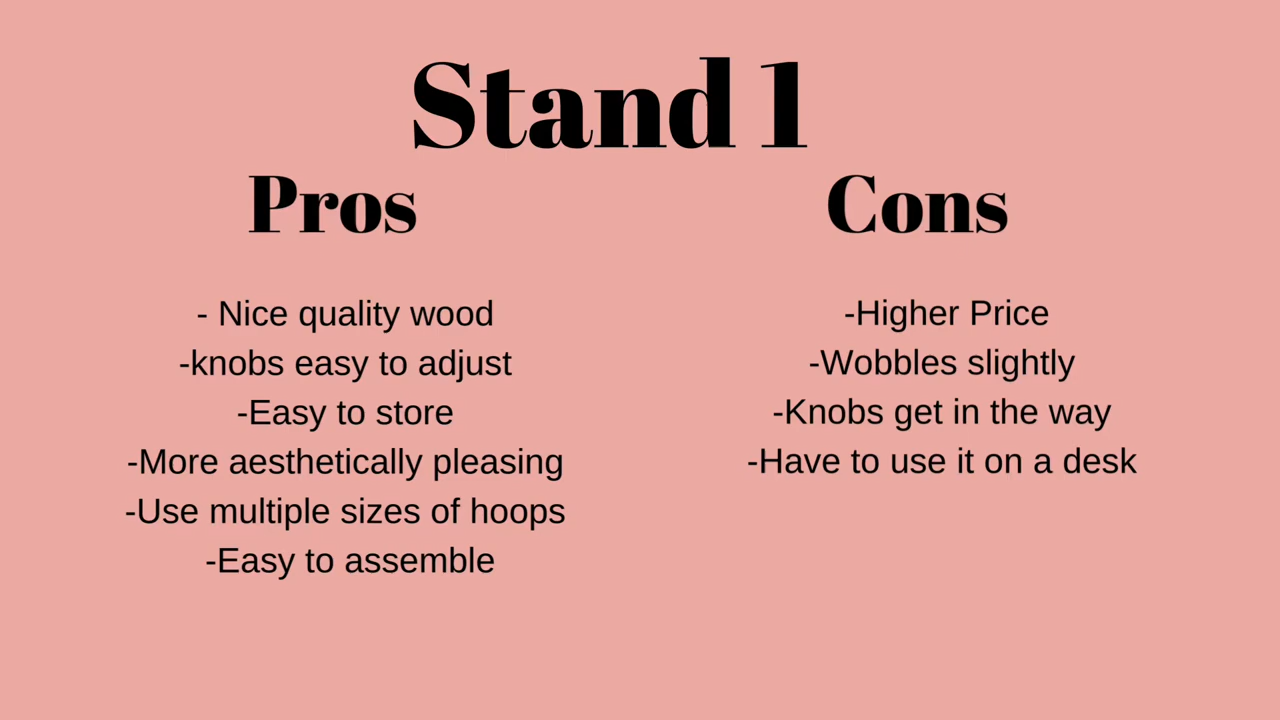 Stand 1
Pros
Cons
- Nice quality wood
-knobs easy to adjust
-Easy to store
-More aesthetically pleasing
-Use multiple sizes of hoops
-Easy to assemble
-Higher Price
-Wobbles slightly
-Knobs get in the way
-Have to use it on a desk